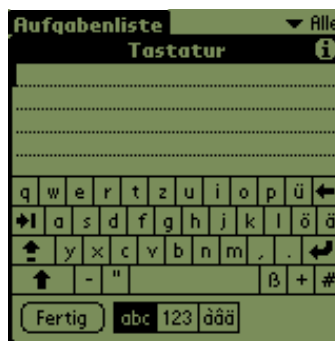 Aufgabenliste Alle
Tastatur i
q w e r t z u i o p ü
a s d f g h j k l ö ä
y x c v b n m , .
- " ß + #
Fertig abc 123 àâä